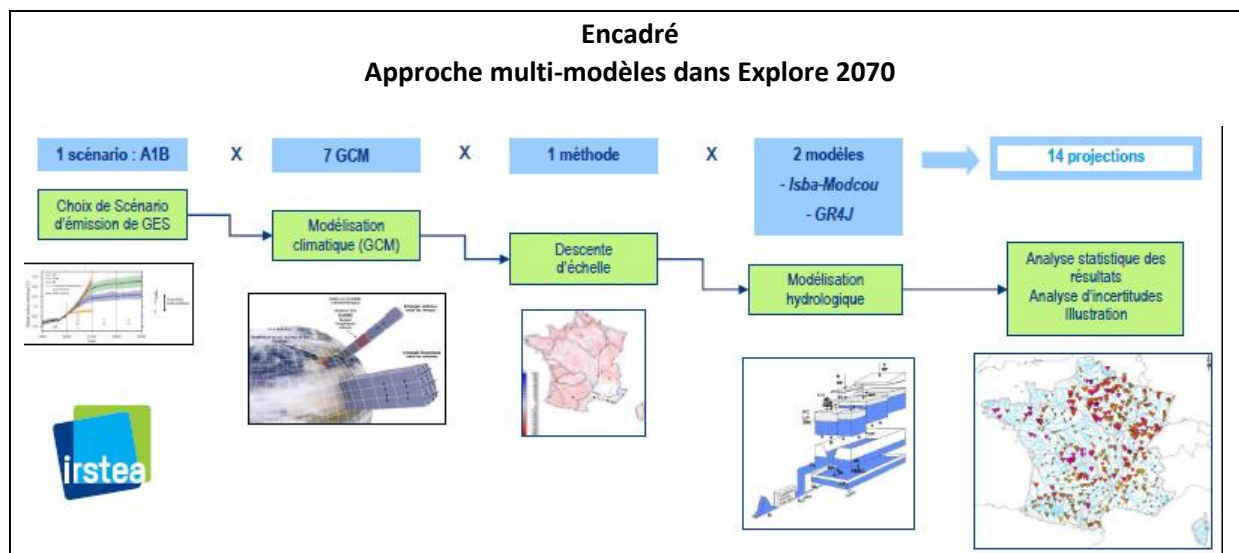 Encadré
Approche multi-modèles dans Explore 2070
1 scénario : A1B X 7 GCM X 1 méthode X 2 modèles
- Isba-Modcou
- GR4J
14 projections
Choix de Scénario
d'émission de GES
Modélisation
climatique (GCM)
Descente
d'échelle
Modélisation
hydrologique
Analyse statistique des
résultats
Analyse d'incertitudes
Illustration
irstea